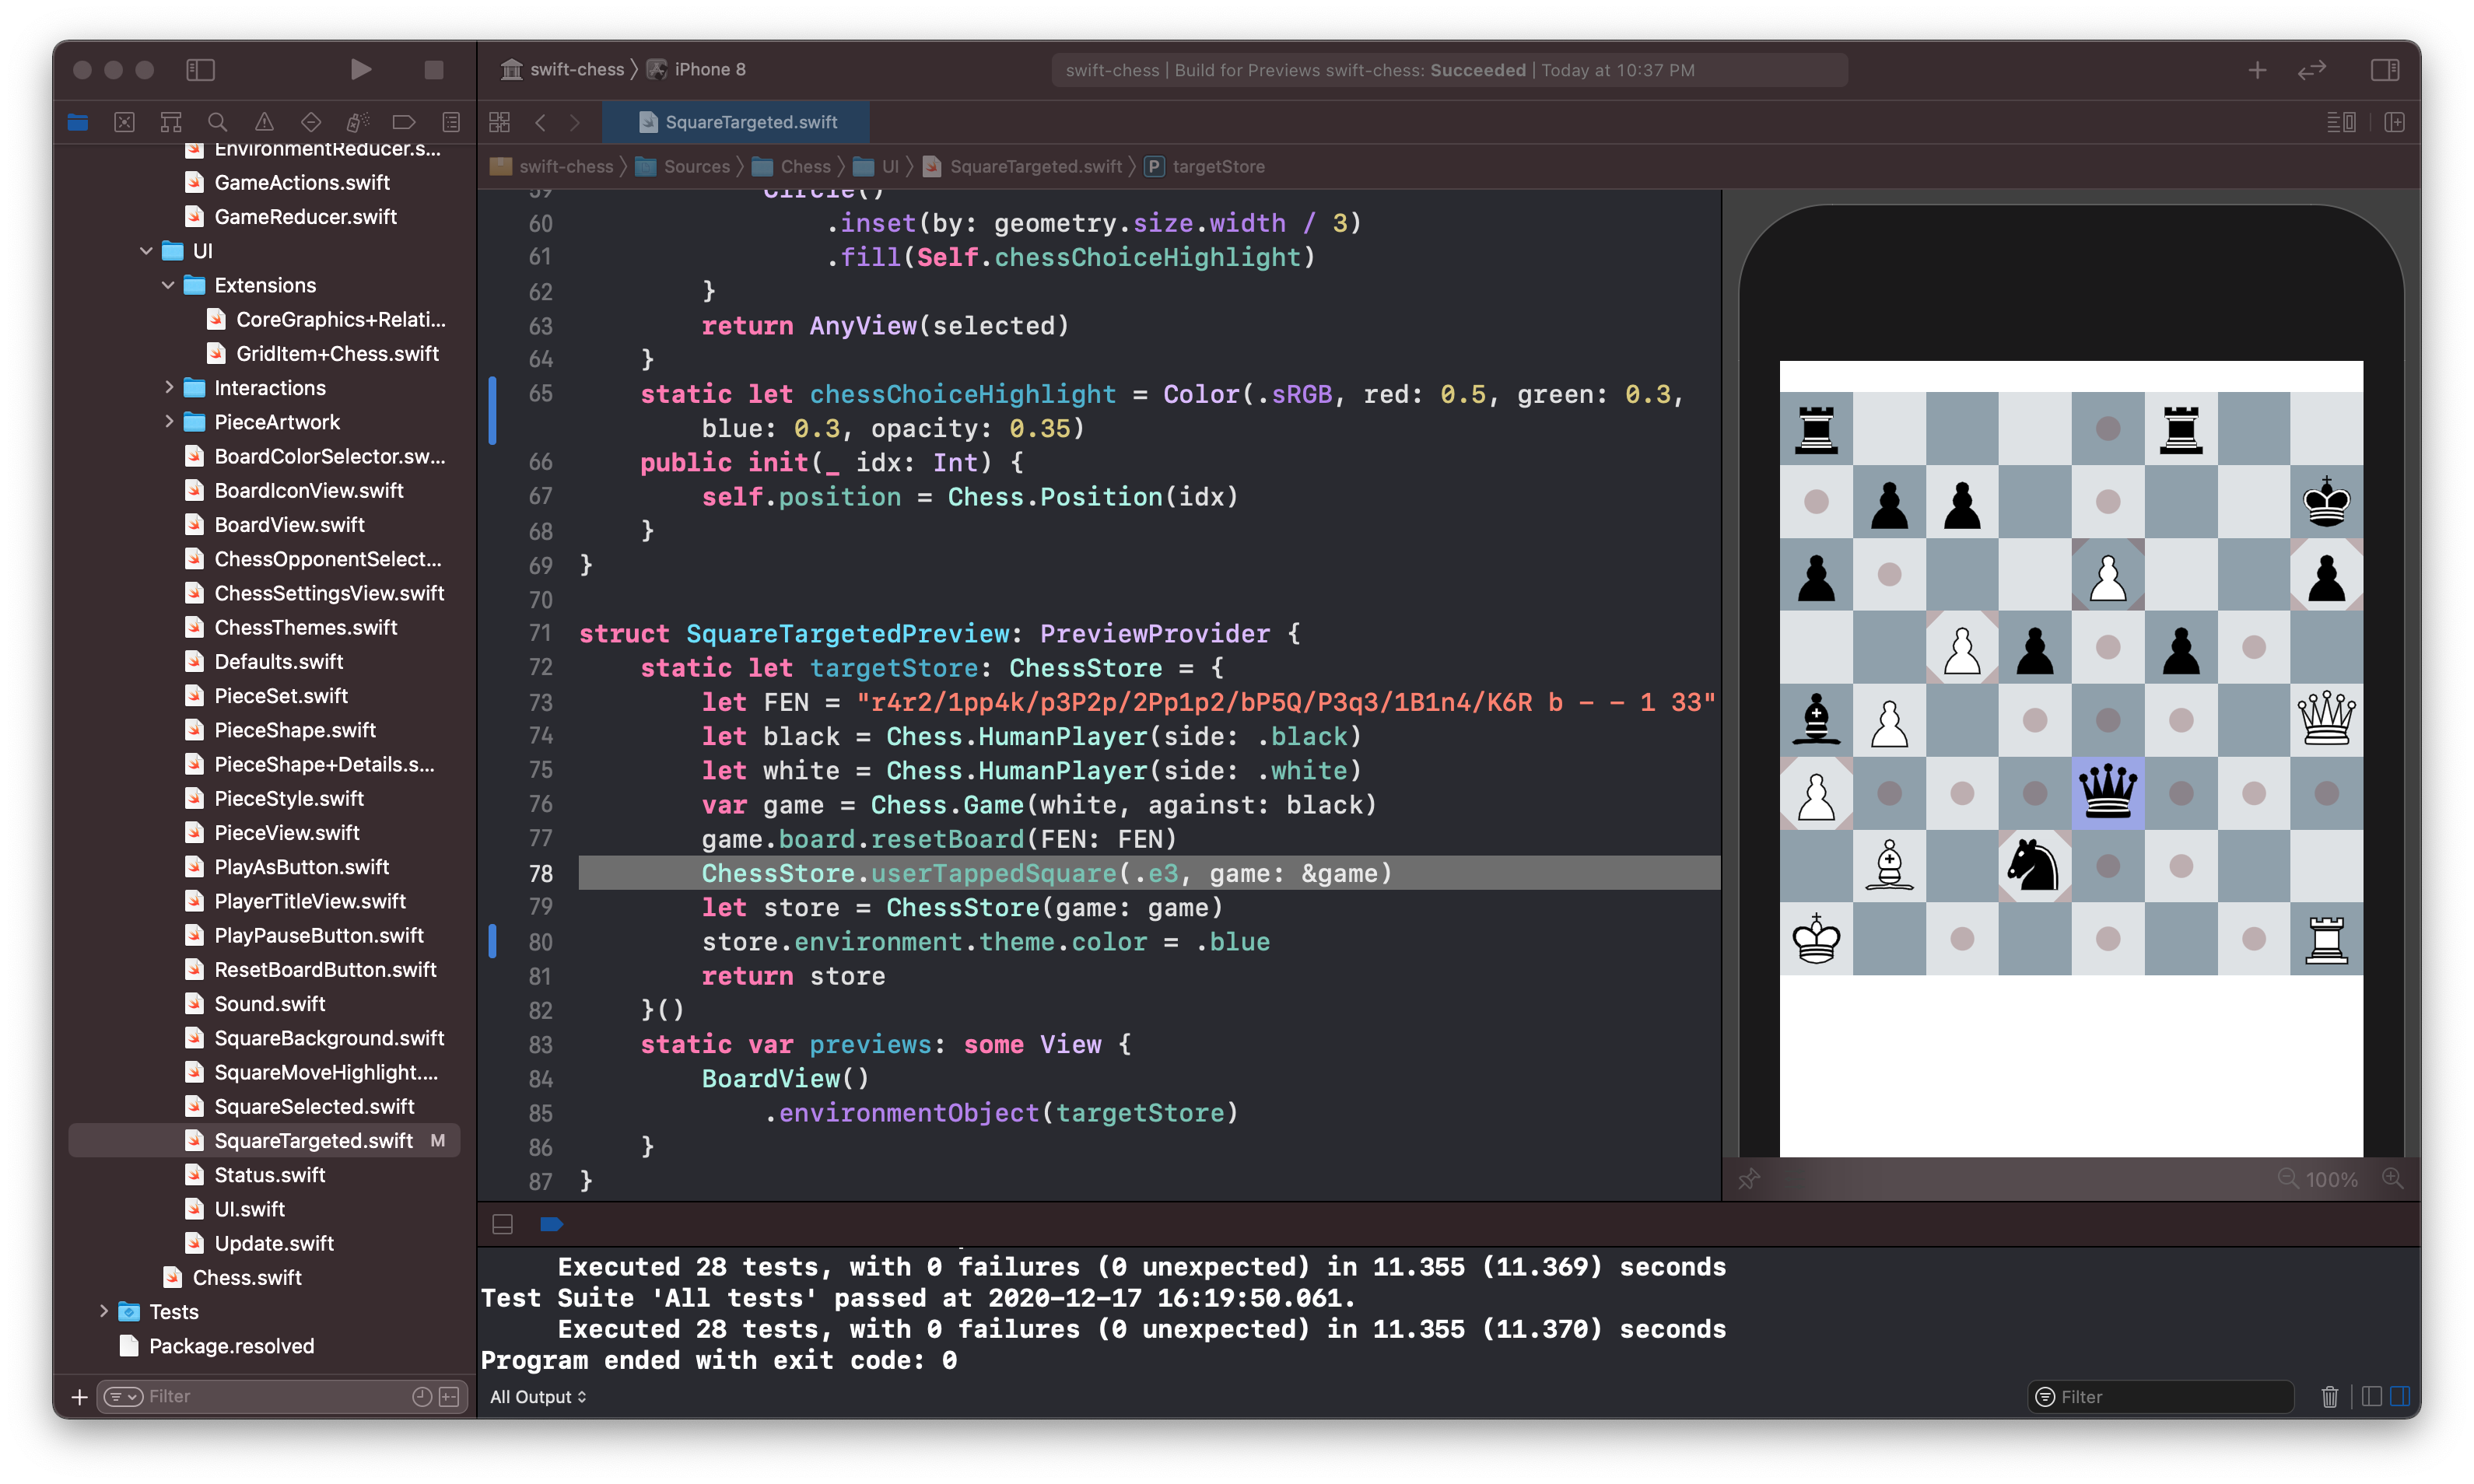 swift-chess
iPhone 8
swift-chess | Build for Previews swift-chess: Succeeded | Today at 10:37 PM
SquareTargeted.swift
swift-chess
Sources
Chess
UI
SquareTargeted.swift
P targetStore
EnvironmentReducer.s...
GameActions.swift
GameReducer.swift
UI
Extensions
CoreGraphics+Relati...
GridItem+Chess.swift
Interactions
PieceArtwork
BoardColorSelector.sw...
BoardIconView.swift
BoardView.swift
ChessOpponentSelect...
ChessSettingsView.swift
ChessThemes.swift
Defaults.swift
PieceSet.swift
PieceShape.swift
PieceShape+Details.s...
PieceStyle.swift
PieceView.swift
PlayAsButton.swift
PlayerTitleView.swift
PlayPauseButton.swift
ResetBoardButton.swift
Sound.swift
SquareBackground.swift
SquareMoveHighlight....
SquareSelected.swift
SquareTargeted.swift M
Status.swift
UI.swift
Update.swift
Chess.swift
Tests
Package.resolved
Filter
59 Circle()
60 .inset(by: geometry.size.width / 3)
61 .fill(Self.chessChoiceHighlight)
62 }
63 return AnyView(selected)
64 }
65 static let chessChoiceHighlight = Color(.sRGB, red: 0.5, green: 0.3,
blue: 0.3, opacity: 0.35)
66 public init(_ idx: Int) {
67 self.position = Chess.Position(idx)
68 }
69 }
70
71 struct SquareTargetedPreview: PreviewProvider {
72 static let targetStore: ChessStore = {
73 let FEN = "r4r2/1pp4k/p3P2p/2Pp1p2/bP5Q/P3q3/1B1n4/K6R b - - 1 33"
74 let black = Chess.HumanPlayer(side: .black)
75 let white = Chess.HumanPlayer(side: .white)
76 var game = Chess.Game(white, against: black)
77 game.board.resetBoard(FEN: FEN)
78 ChessStore.userTappedSquare(.e3, game: &game)
79 let store = ChessStore(game: game)
80 store.environment.theme.color = .blue
81 return store
82 }()
83 static var previews: some View {
84 BoardView()
85 .environmentObject(targetStore)
86 }
87 }
100%
Executed 28 tests, with 0 failures (0 unexpected) in 11.355 (11.369) seconds
Test Suite 'All tests' passed at 2020-12-17 16:19:50.061.
Executed 28 tests, with 0 failures (0 unexpected) in 11.355 (11.370) seconds
Program ended with exit code: 0
All Output
Filter